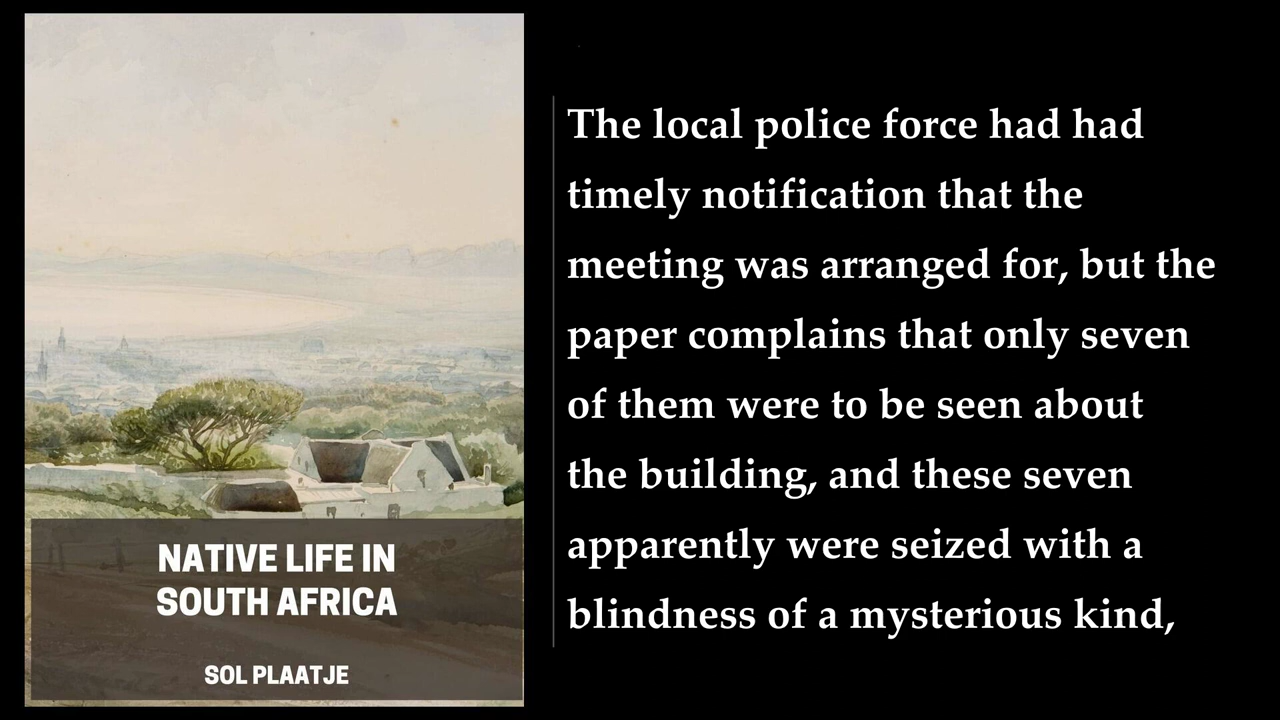 NATIVE LIFE IN
SOUTH AFRICA
SOL PLAATJE
The local police force had had
timely notification that the
meeting was arranged for, but the
paper complains that only seven
of them were to be seen about
the building, and these seven
apparently were seized with a
blindness of a mysterious kind,